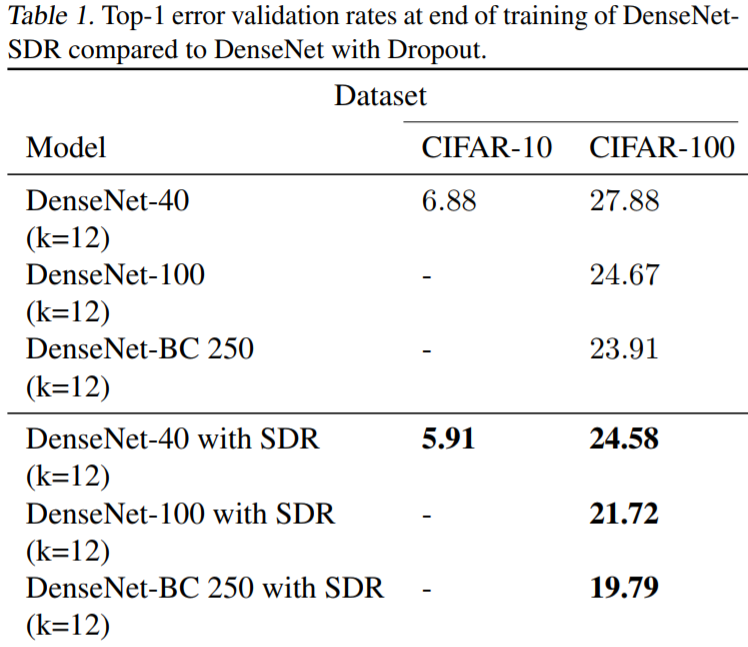 Table 1. Top-1 error validation rates at end of training of DenseNet-
SDR compared to DenseNet with Dropout.
Dataset
Model CIFAR-10 CIFAR-100
DenseNet-40 6.88 27.88
(k=12)
DenseNet-100 - 24.67
(k=12)
DenseNet-BC 250 - 23.91
(k=12)
DenseNet-40 with SDR 5.91 24.58
(k=12)
DenseNet-100 with SDR - 21.72
(k=12)
DenseNet-BC 250 with SDR - 19.79
(k=12)